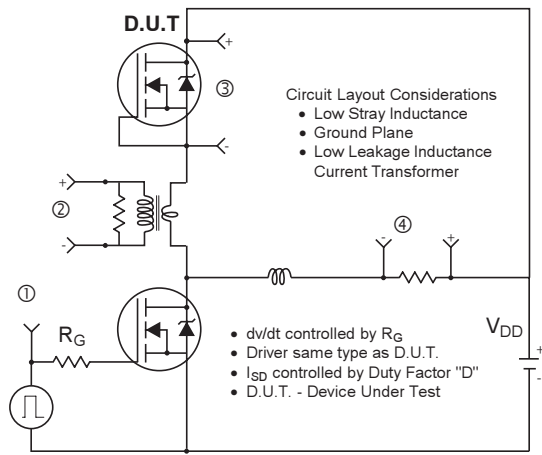 D.U.T
+
③
-
Circuit Layout Considerations
• Low Stray Inductance
• Ground Plane
• Low Leakage Inductance
Current Transformer
+
②
-
④
-
+
①
RG
• dv/dt controlled by RG
• Driver same type as D.U.T.
• ISD controlled by Duty Factor "D"
• D.U.T. - Device Under Test
VDD
+
-